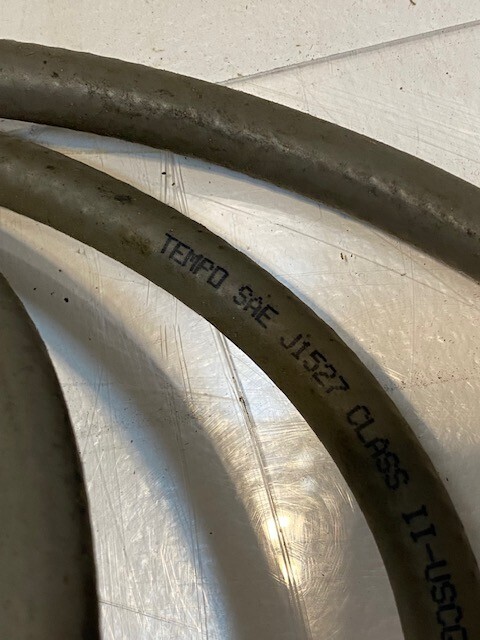 TEMPO SAE J1527 CLASS II-USCG